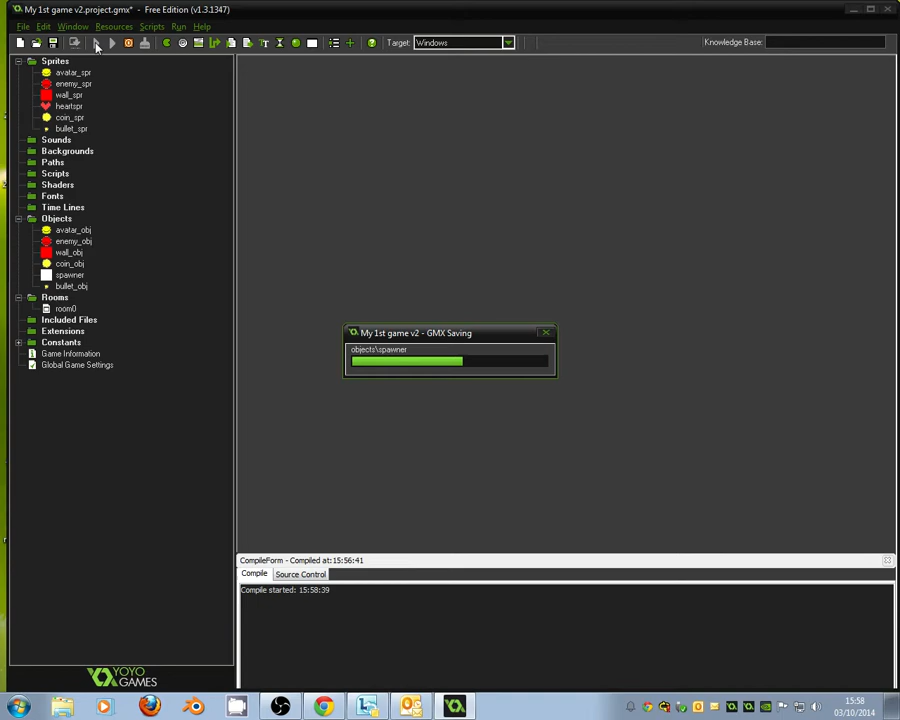 My 1st game v2.project.gmx* - Free Edition (v1.3.1347)
File Edit Window Resources Scripts Run Help
Target: Windows
Knowledge Base:
Sprites
avatar_spr
enemy_spr
wall_spr
heartspr
coin_spr
bullet_spr
Sounds
Backgrounds
Paths
Scripts
Shaders
Fonts
Time Lines
Objects
avatar_obj
enemy_obj
wall_obj
coin_obj
spawner
bullet_obj
Rooms
room0
Included Files
Extensions
Constants
Game Information
Global Game Settings
My 1st game v2 - GMX Saving
objects\spawner
CompileForm - Compiled at:15:56:41
Compile Source Control
Compile started: 15:58:39
YOYO
GAMES
15:58
03/10/2014